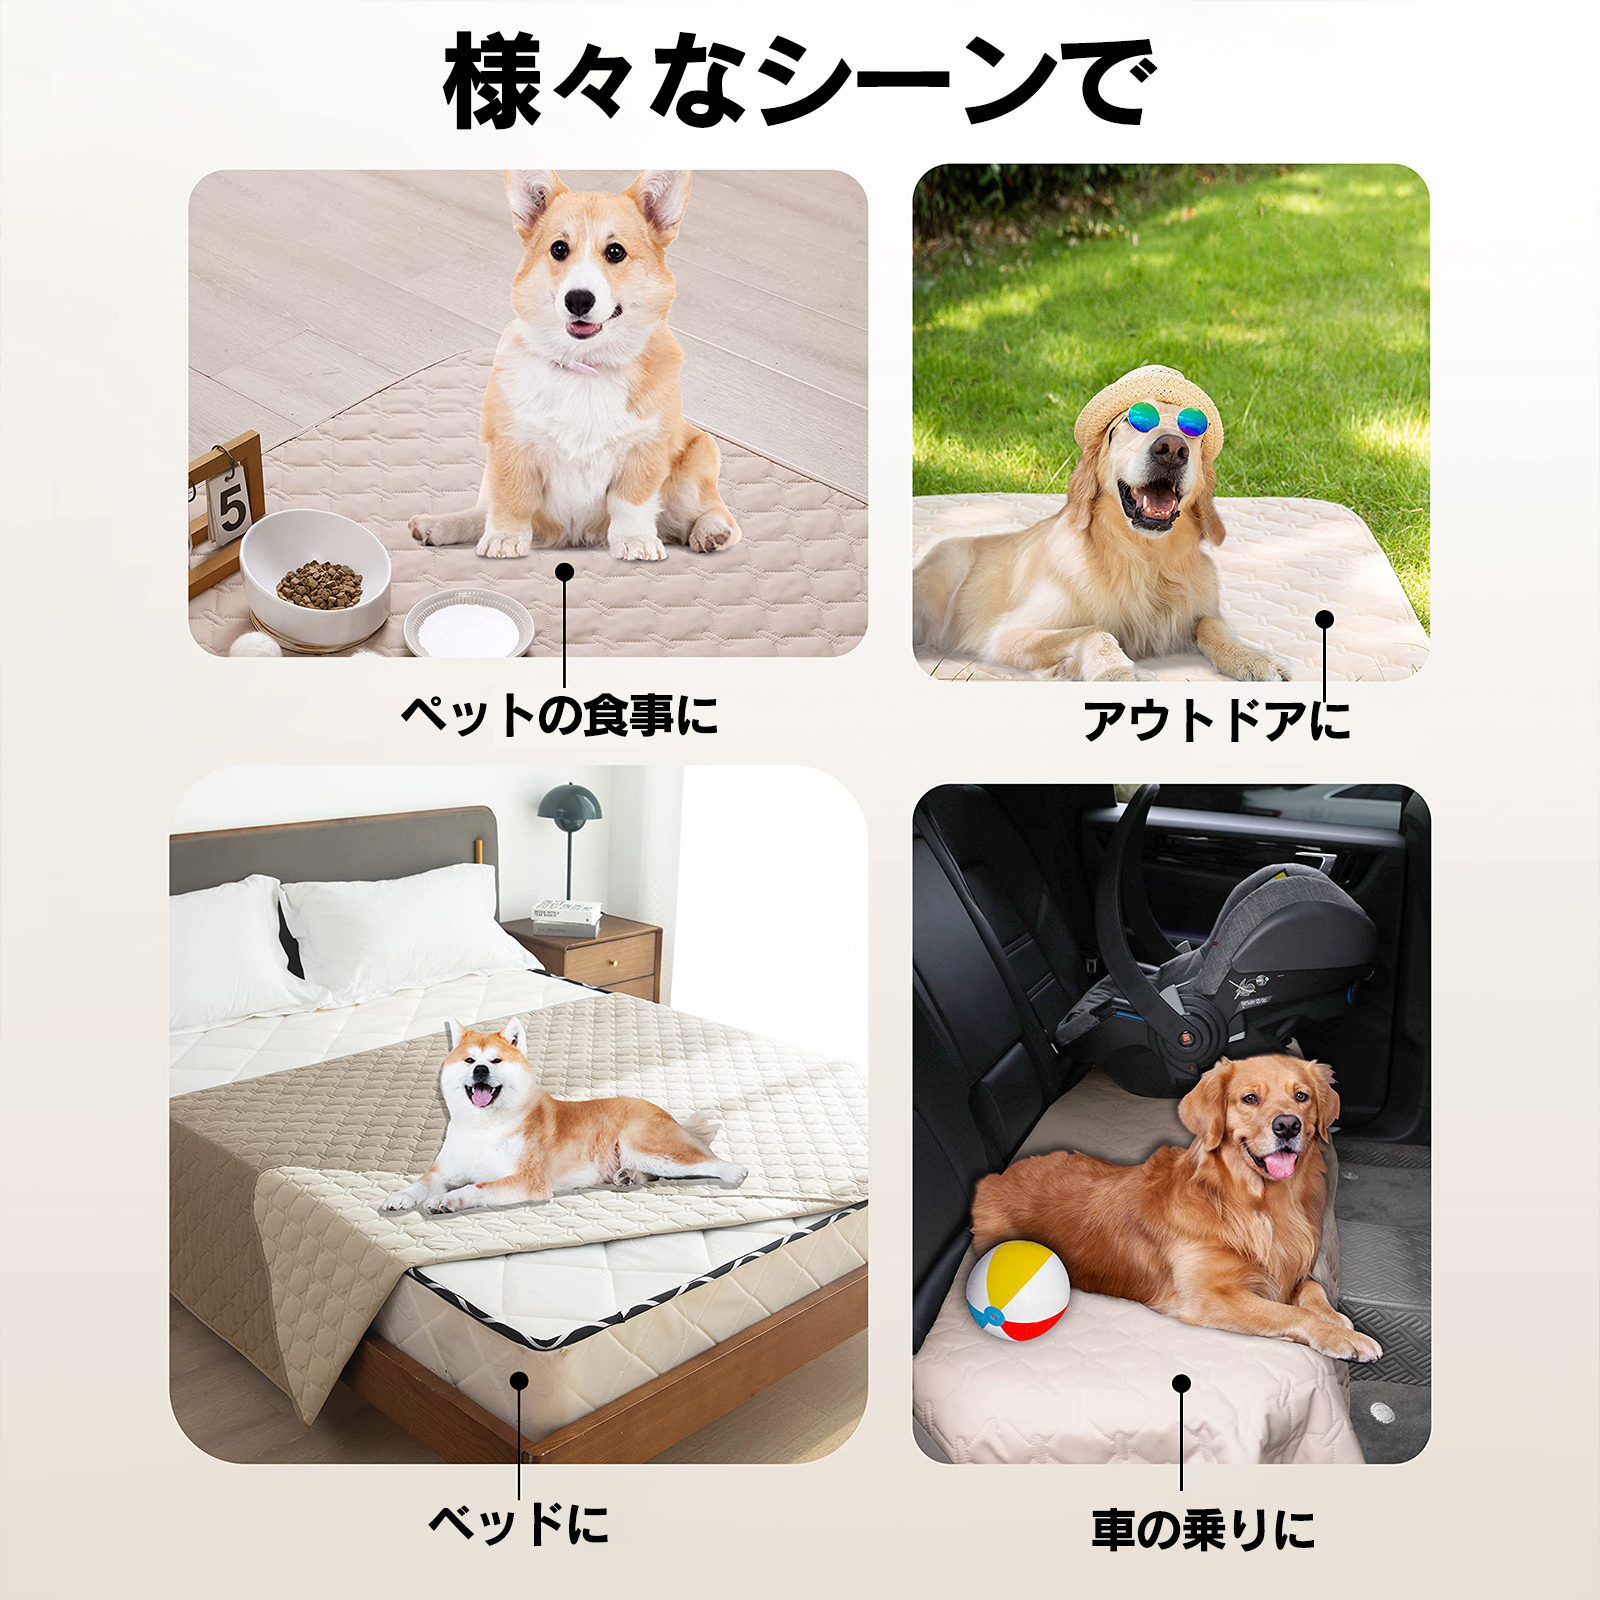 様々なシーンで
5
ペットの食事に
アウトドアに
ベッドに
車の乗りに